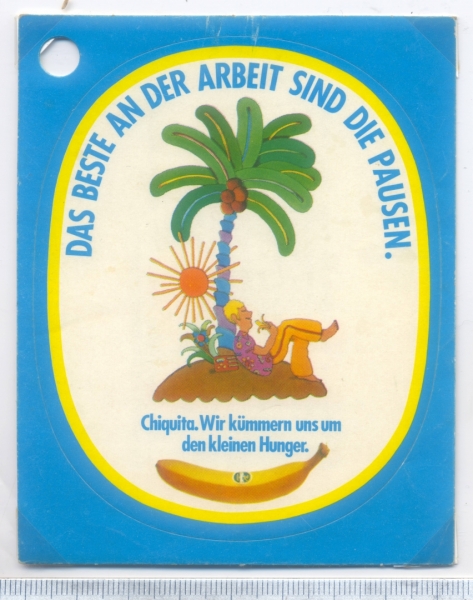 DAS BESTE AN DER ARBEIT SIND DIE PAUSEN.
Chiquita. Wir kümmern uns um
den kleinen Hunger.